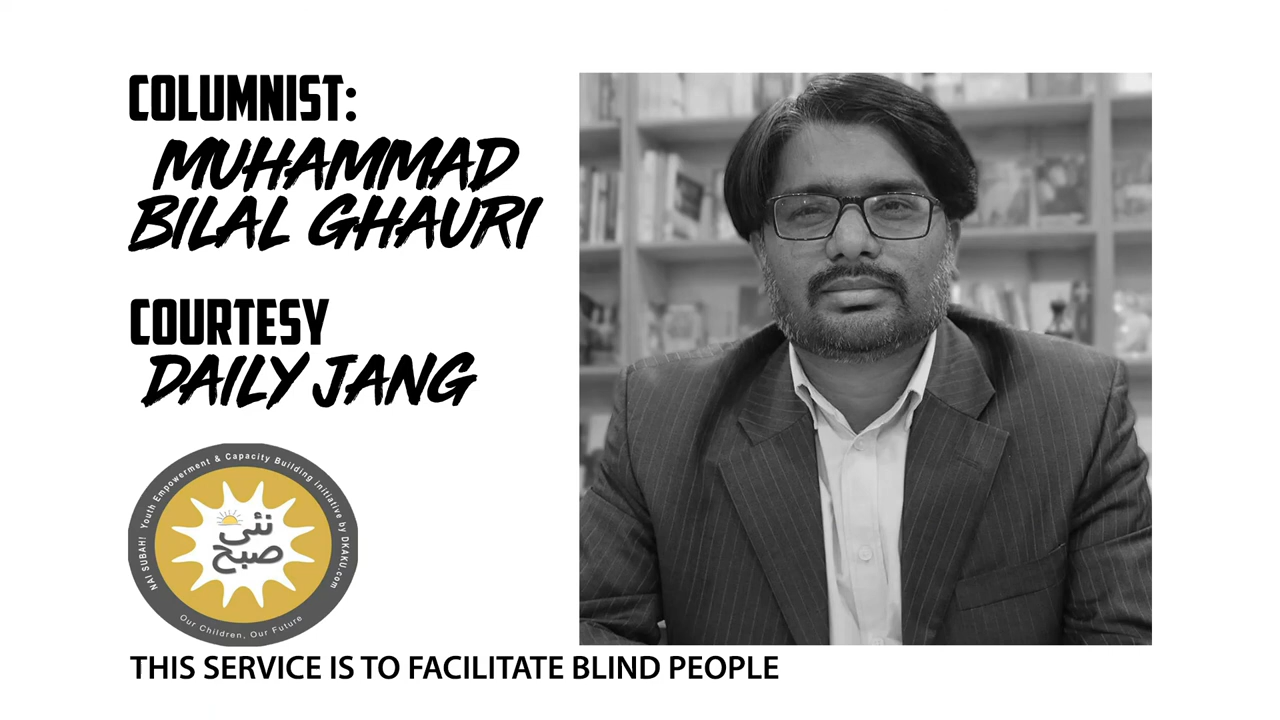 COLUMNIST:
MUHAMMAD
BILAL GHAURI
COURTESY
DAILY JANG
NAI SUBAH! Youth Empowerment & Capacity Building initiative by DKAKU.com
نئی
صبح
Our Children, Our Future
THIS SERVICE IS TO FACILITATE BLIND PEOPLE